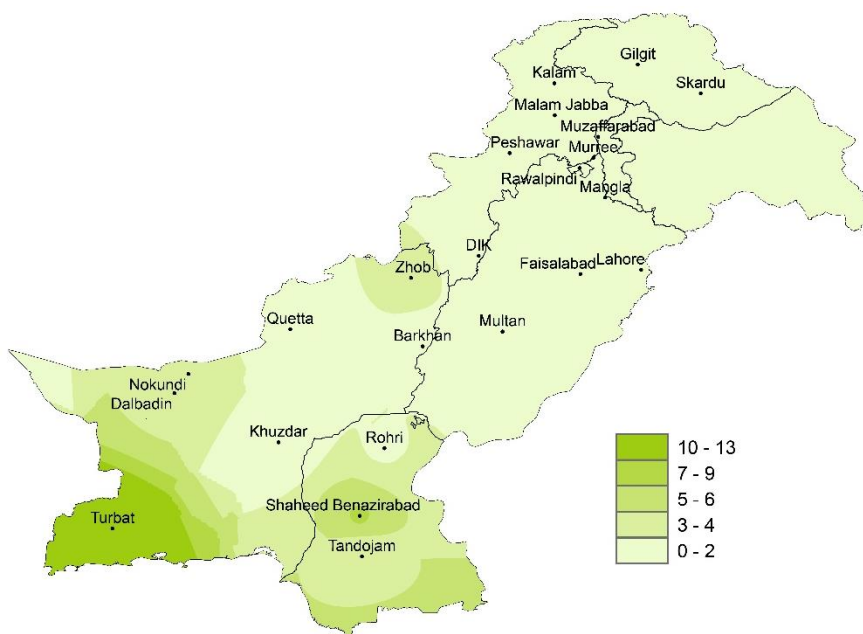 Gilgit
Kalam
Skardu
Malam Jabba
Muzaffarabad
Peshawar
Murree
Rawalpindi
Mangla
DIK
Zhob
Faisalabad
Lahore
Quetta
Barkhan
Multan
Nokundi
Dalbadin
Khuzdar
Rohri
10 - 13
7 - 9
5 - 6
3 - 4
0 - 2
Turbat
Shaheed Benazirabad
Tandojam